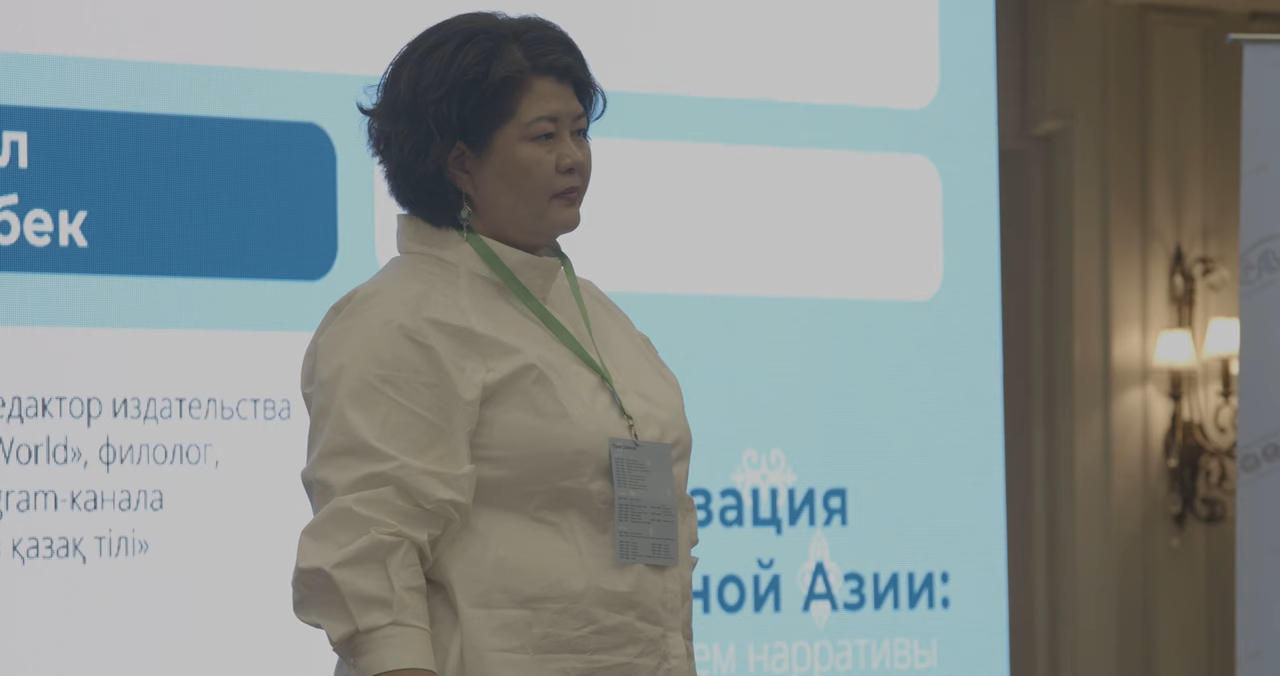 л
бек
едактор издательства
World», филолог,
gram-канала
қазақ тілі»
зация
ной Азии:
ем нарративы